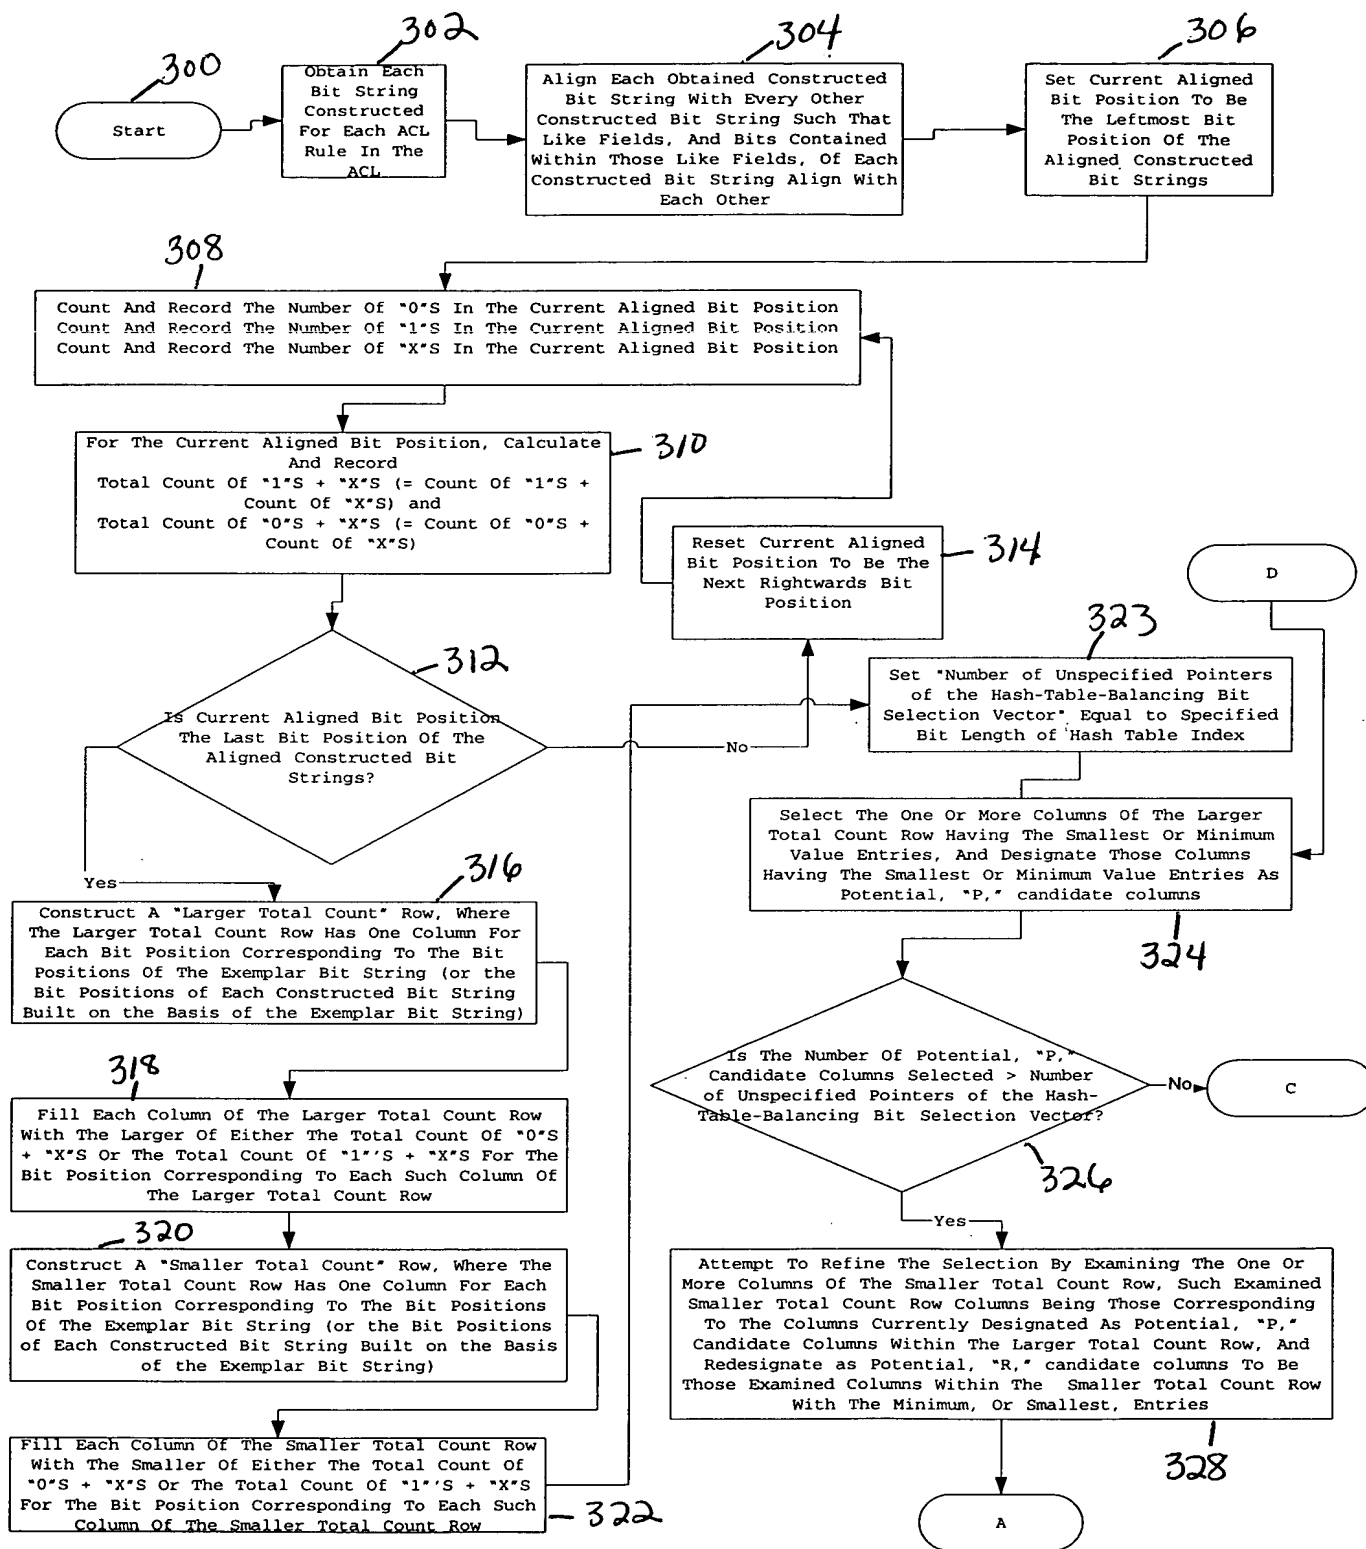 300
Start
302
Obtain Each
Bit String
Constructed
For Each ACL
Rule In The
ACL
304
Align Each Obtained Constructed
Bit String With Every Other
Constructed Bit String Such That
Like Fields, And Bits Contained
Within Those Like Fields, Of Each
Constructed Bit String Align With
Each Other
306
Set Current Aligned
Bit Position To Be
The Leftmost Bit
Position Of The
Aligned Constructed
Bit Strings
308
Count And Record The Number Of "0"S In The Current Aligned Bit Position
Count And Record The Number Of "1"S In The Current Aligned Bit Position
Count And Record The Number Of "X"S In The Current Aligned Bit Position
310
For The Current Aligned Bit Position, Calculate
And Record
Total Count Of "1"S + "X"S (= Count Of "1"S +
Count Of "X"S) and
Total Count Of "0"S + "X"S (= Count Of "0"S +
Count Of "X"S)
314
Reset Current Aligned
Bit Position To Be The
Next Rightwards Bit
Position
D
312
Is Current Aligned Bit Position
The Last Bit Position Of The
Aligned Constructed Bit
Strings?
No
Yes
323
Set "Number of Unspecified Pointers
of the Hash-Table-Balancing Bit
Selection Vector" Equal to Specified
Bit Length of Hash Table Index
Select The One Or More Columns Of The Larger
Total Count Row Having The Smallest Or Minimum
Value Entries, And Designate Those Columns
Having The Smallest Or Minimum Value Entries As
Potential, "P," candidate columns
324
316
Construct A "Larger Total Count" Row, Where
The Larger Total Count Row Has One Column For
Each Bit Position Corresponding To The Bit
Positions Of The Exemplar Bit String (or the
Bit Positions of Each Constructed Bit String
Built on the Basis of the Exemplar Bit String)
318
Fill Each Column Of The Larger Total Count Row
With The Larger Of Either The Total Count Of "0"S
+ "X"S Or The Total Count Of "1"'S + "X"S For The
Bit Position Corresponding To Each Such Column Of
The Larger Total Count Row
320
Construct A "Smaller Total Count" Row, Where The
Smaller Total Count Row Has One Column For Each
Bit Position Corresponding To The Bit Positions
Of The Exemplar Bit String (or the Bit Positions
of Each Constructed Bit String Built on the Basis
of the Exemplar Bit String)
Fill Each Column Of The Smaller Total Count Row
With The Smaller Of Either The Total Count Of
"0"S + "X"S Or The Total Count Of "1"'S + "X"S
For The Bit Position Corresponding To Each Such
Column Of The Smaller Total Count Row
322
Is The Number Of Potential, "P,"
Candidate Columns Selected > Number
of Unspecified Pointers of the Hash-
Table-Balancing Bit Selection Vector?
No
C
326
Yes
Attempt To Refine The Selection By Examining The One Or
More Columns Of The Smaller Total Count Row, Such Examined
Smaller Total Count Row Columns Being Those Corresponding
To The Columns Currently Designated As Potential, "P,"
Candidate Columns Within The Larger Total Count Row, And
Redesignate as Potential, "R," candidate columns To Be
Those Examined Columns Within The Smaller Total Count Row
With The Minimum, Or Smallest, Entries
328
A